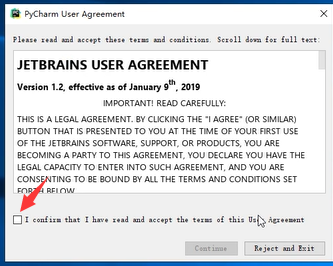 PyCharm User Agreement
Please read and accept these terms and conditions. Scroll down for full text:
JETBRAINS USER AGREEMENT
Version 1.2, effective as of January 9th, 2019
IMPORTANT! READ CAREFULLY:
THIS IS A LEGAL AGREEMENT. BY CLICKING THE "I AGREE" (OR SIMILAR)
BUTTON THAT IS PRESENTED TO YOU AT THE TIME OF YOUR FIRST USE
OF THE JETBRAINS SOFTWARE, SUPPORT, OR PRODUCTS, YOU ARE
BECOMING A PARTY TO THIS AGREEMENT, YOU DECLARE YOU HAVE THE
LEGAL CAPACITY TO ENTER INTO SUCH AGREEMENT, AND YOU ARE
CONSENTING TO BE BOUND BY ALL THE TERMS AND CONDITIONS SET
FORTH BELOW
I confirm that I have read and accept the terms of this User Agreement
Continue
Reject and Exit